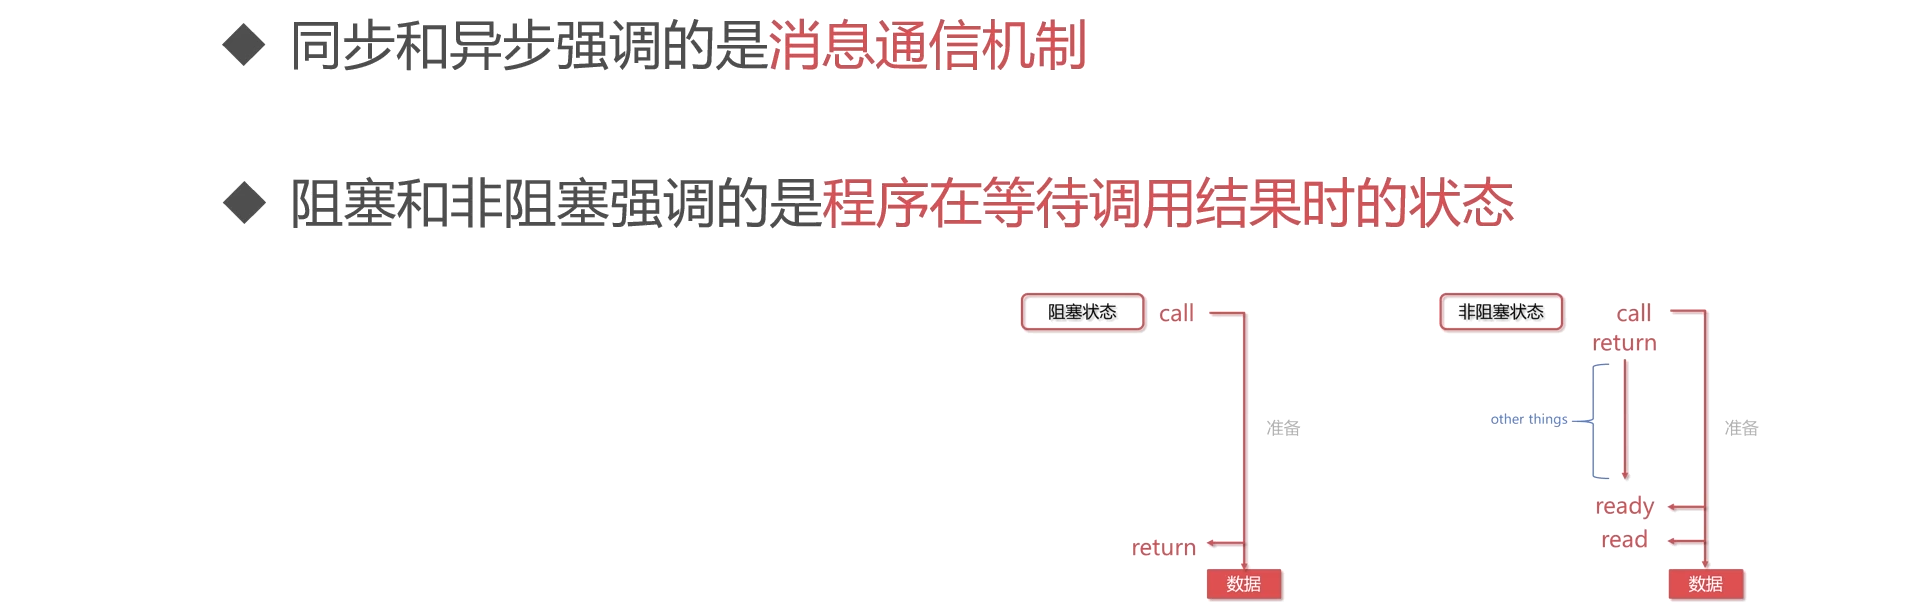 同步和异步强调的是消息通信机制
阻塞和非阻塞强调的是程序在等待调用结果时的状态
阻塞状态
call
准备
return
数据
非阻塞状态
call
return
other things
准备
ready
read
数据